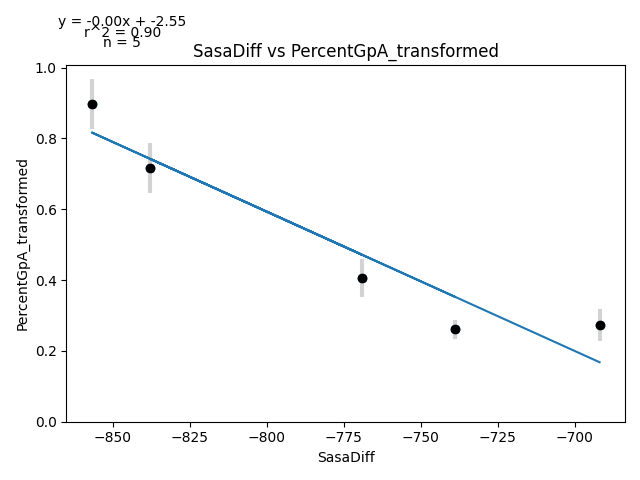 y = -0.00x + -2.55
r^2 = 0.90
n = 5
SasaDiff vs PercentGpA_transformed
1.0
0.8
0.6
0.4
0.2
0.0
PercentGpA_transformed
−850
−825
−800
−775
−750
−725
−700
SasaDiff